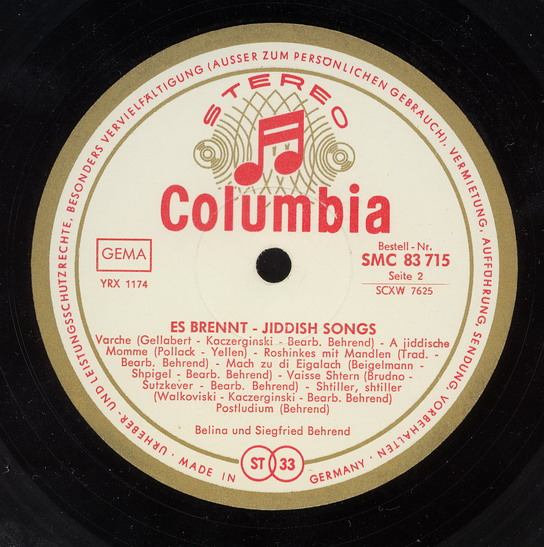 URHEBER- UND LEISTUNGSSCHUTZRECHTE, BESONDERS VERVIELFÄLTIGUNG (AUSSER ZUM PERSÖNLICHEN GEBRAUCH), VERMIETUNG, AUFFÜHRUNG, SENDUNG, VORBEHALTEN ·
STEREO
Columbia
GEMA
YRX 1174
Bestell-Nr.
SMC 83 715
Seite 2
SCXW 7625
ES BRENNT - JIDDISH SONGS
Varche (Gellabert - Kaczerginski - Bearb. Behrend) - A jiddische
Momme (Pollack - Yellen) - Roshinkes mit Mandlen (Trad. -
Bearb. Behrend) - Mach zu di Eigalach (Beigelmann -
Shpigel - Bearb. Behrend) - Vaisse Shtern (Brudno -
Sutzkever - Bearb. Behrend) - Shtiller, shtiller
(Walkoviski - Kaczerginski - Bearb. Behrend)
Postludium (Behrend)
Belina und Siegfried Behrend
· MADE IN GERMANY ·
ST 33